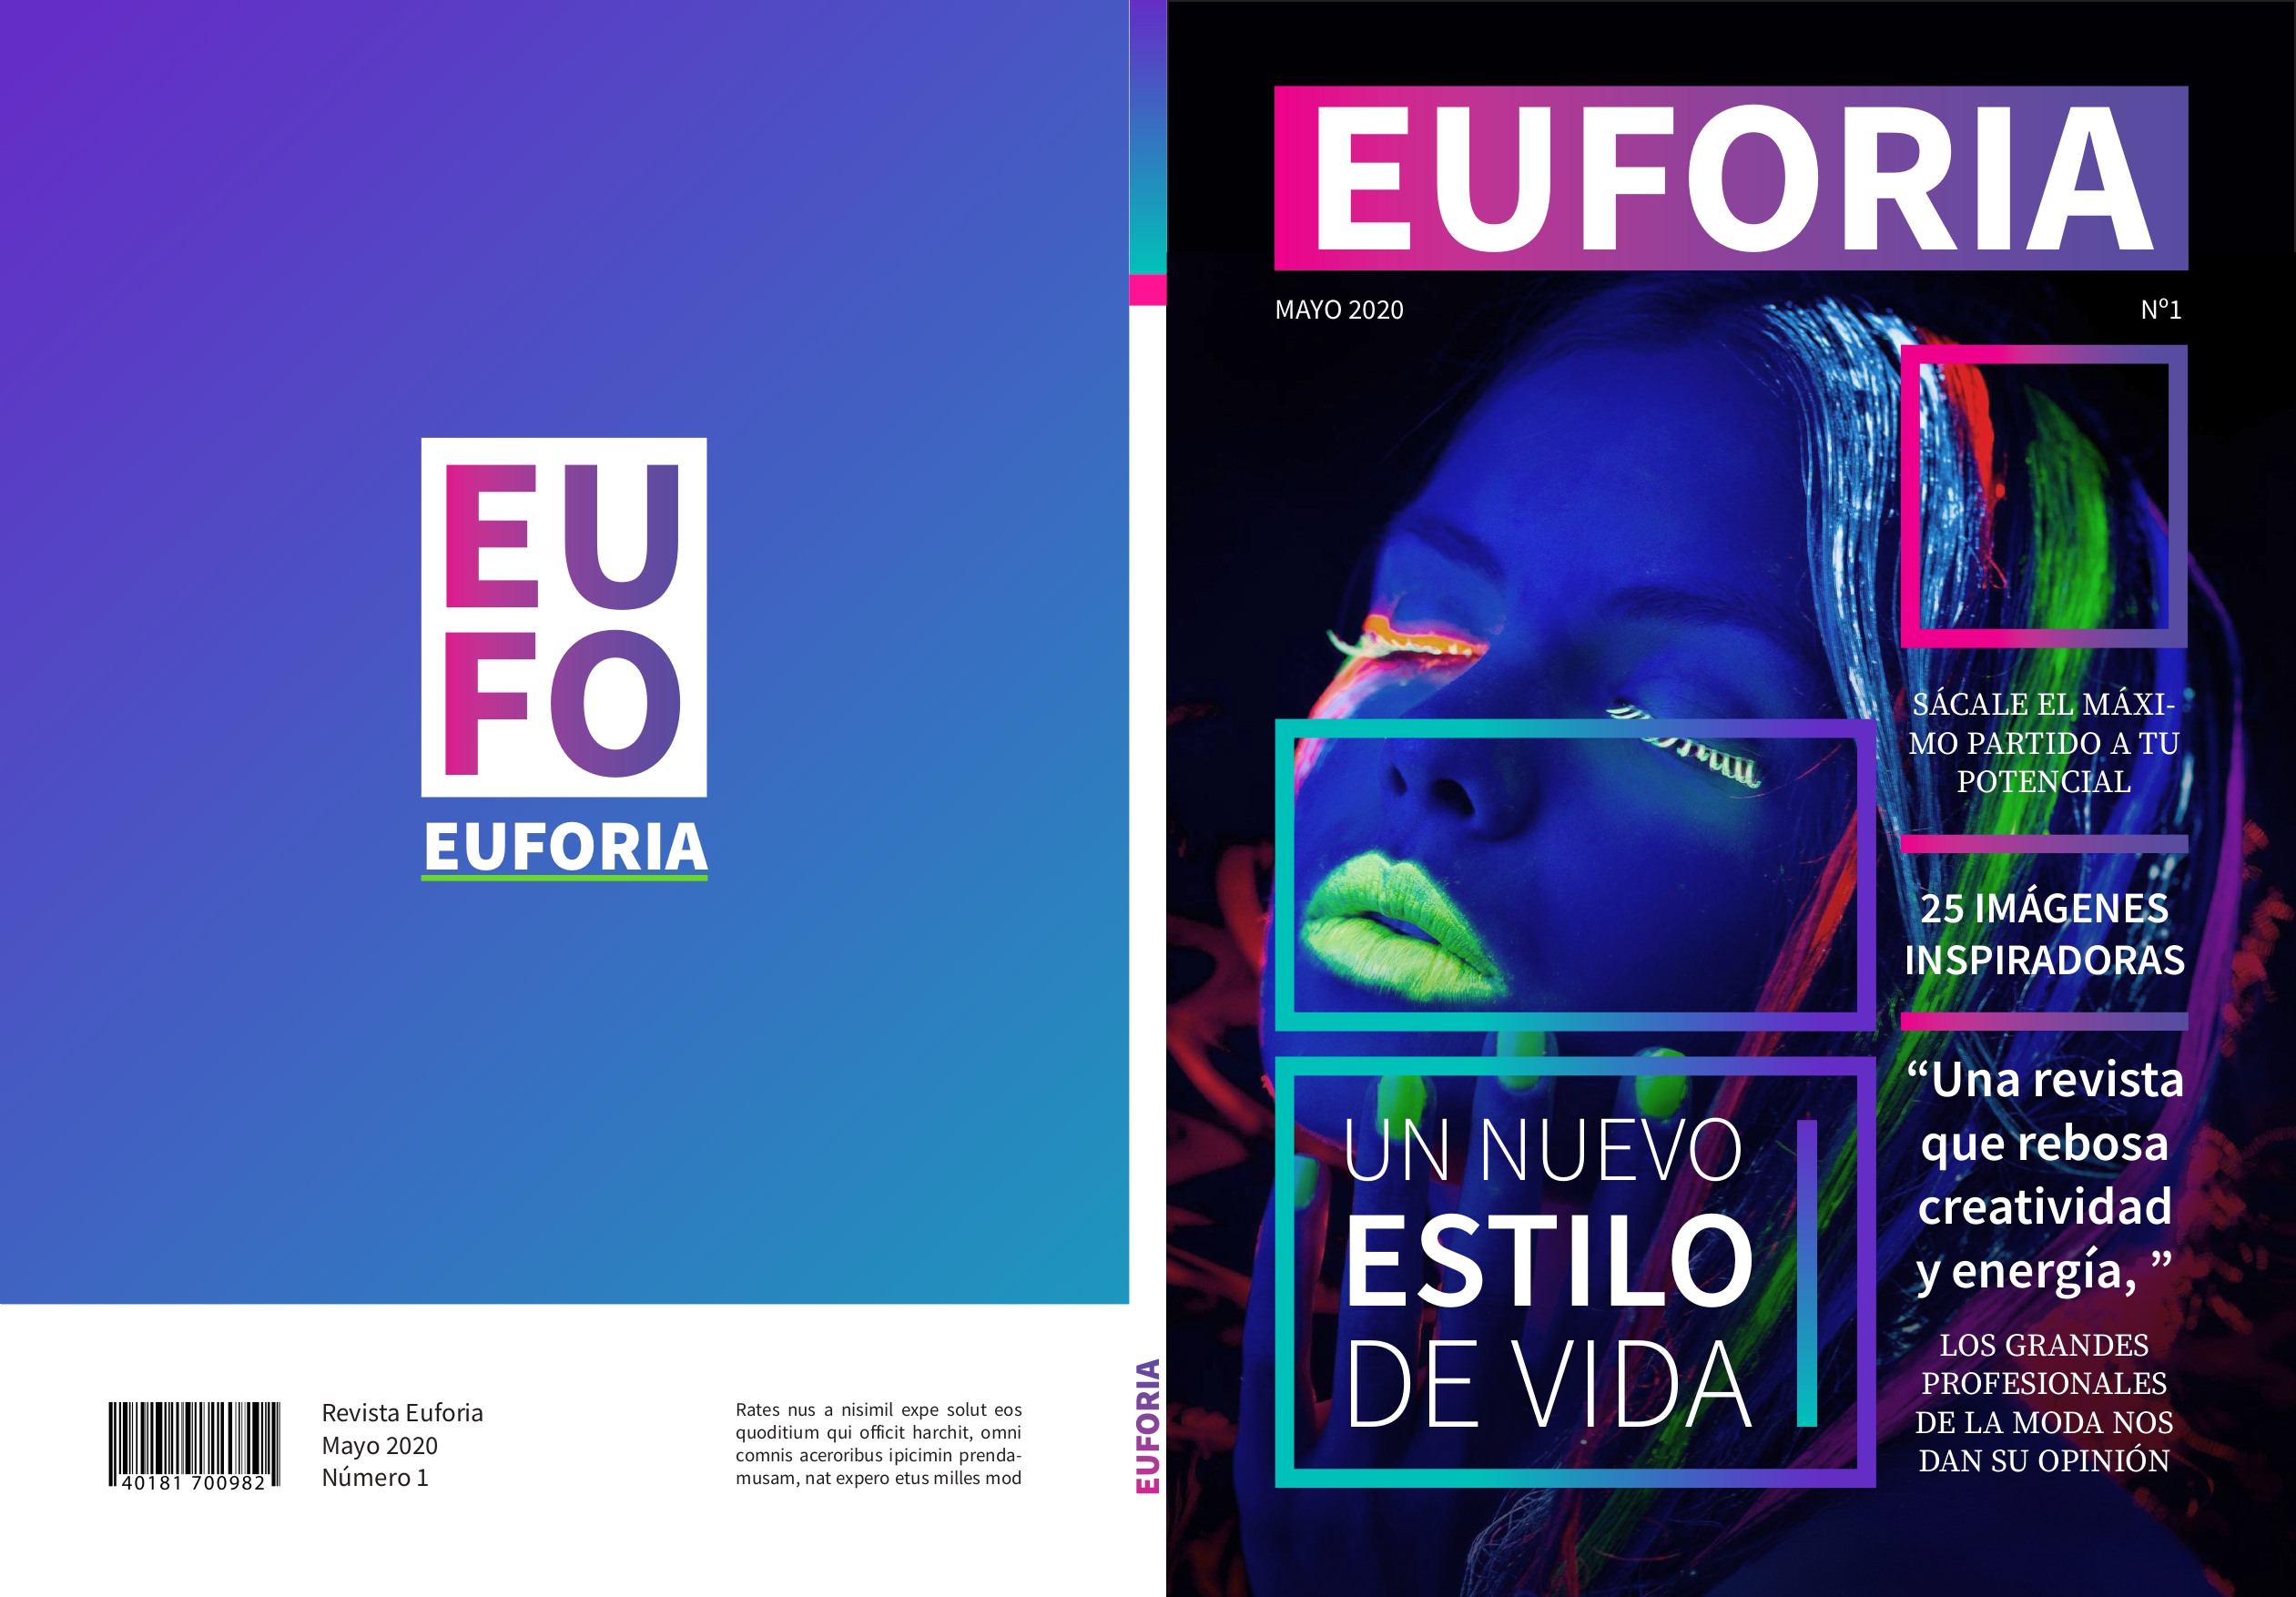 EU
FO
EUFORIA
40181 700982
Revista Euforia
Mayo 2020
Número 1
Rates nus a nisimil expe solut eos
quoditium qui officit harchit, omni
comnis aceroribus ipicimin prenda-
musam, nat expero etus milles mod
EUFORIA
EUFORIA
MAYO 2020
Nº1
SÁCALE EL MÁXI-
MO PARTIDO A TU
POTENCIAL
25 IMÁGENES
INSPIRADORAS
“Una revista
que rebosa
creatividad
y energía, ”
LOS GRANDES
PROFESIONALES
DE LA MODA NOS
DAN SU OPINIÓN
UN NUEVO
ESTILO
DE VIDA